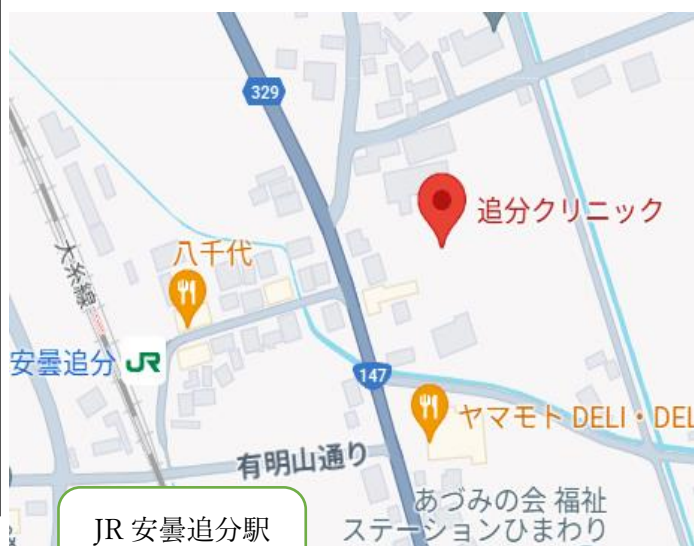 329
追分クリニック
八千代
大糸線
安曇追分 JR
147
ヤマモト DELI・DEL
有明山通り
あづみの会 福祉
ステーションひまわり
JR 安曇追分駅